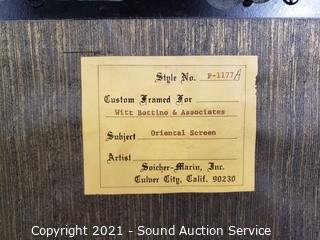 Style No. P-1177A
Custom Framed For
Witt Bottino & Associates
Subject Oriental Screen
Artist
Soicher-Marin, Inc.
Culver City, Calif. 90230
Copyright 2021 - Sound Auction Service